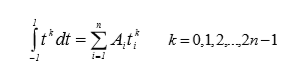 ∫_{-1}^{1} t^k dt = ∑_{i=1}^{n} A_i t_i^k  k=0,1,2,...,2n-1